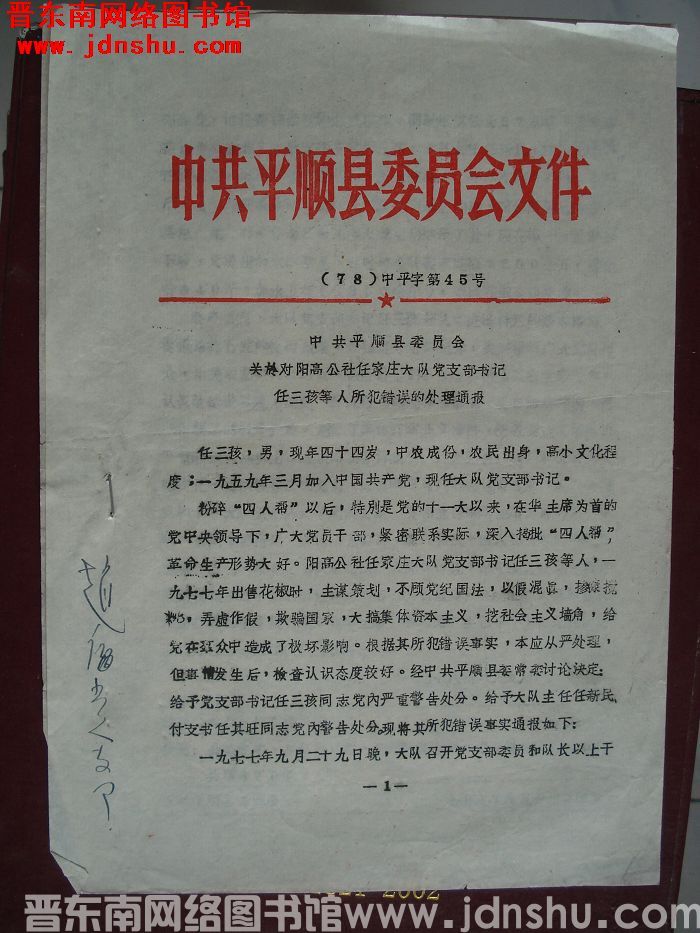 晋东南网络图书馆
www.jdnshu.com
中共平顺县委员会文件
(78)中平字第45号
中共平顺县委员会
关於对阳高公社任家庄大队党支部书记
任三孩等人所犯错误的处理通报
任三孩，男，现年四十四岁，中农成份，农民出身，高小文化程
度；一九五九年三月加入中国共产党，现任大队党支部书记。
粉碎“四人帮”以后，特别是党的十一大以来，在华主席为首的
党中央领导下，广大党员干部，紧密联系实际，深入揭批“四人帮”，
革命生产形势大好。阳高公社任家庄大队党支部书记任三孩等人，一
九七七年出售花椒时，主谋策划，不顾党纪国法，以假混真，掺糠搅
弄虚作假，欺骗国家，大搞集体资本主义，挖社会主义墙角，给
党在群众中造成了极坏影响。根据其所犯错误事实，本应从严处理，
但事情发生后，检查认识态度较好。经中共平顺县委常委讨论决定：
给予党支部书记任三孩同志党内严重警告处分。给予大队主任任新民、
付支书任其旺同志党内警告处分。现将其所犯错误事实通报如下：
一九七七年九月二十九日晚，大队召开党支部委员和队长以上干
—1—
晋东南网络图书馆www.jdnshu.com